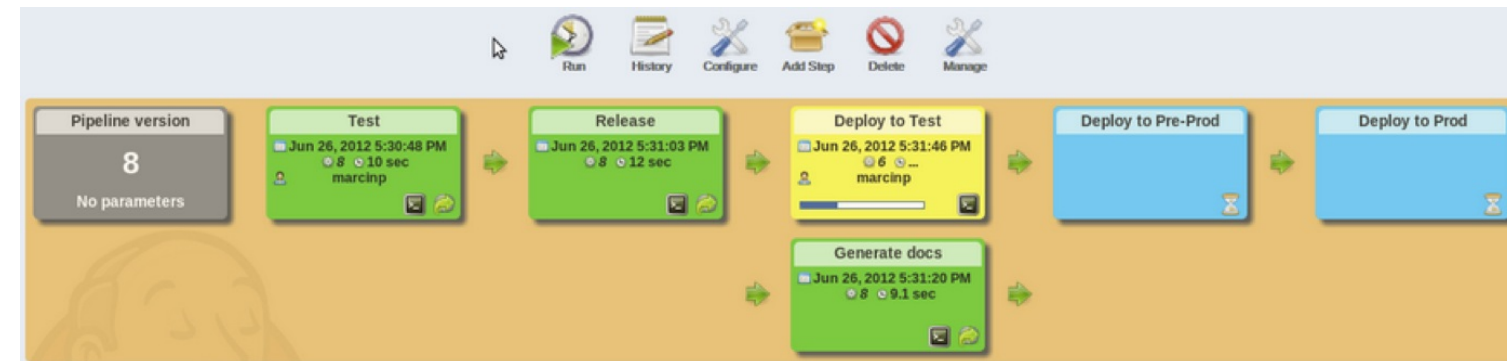 Run
History
Configure
Add Step
Delete
Manage
Pipeline version
8
No parameters
Test
Jun 26, 2012 5:30:48 PM
8 10 sec
marcinp
Release
Jun 26, 2012 5:31:03 PM
8 12 sec
Deploy to Test
Jun 26, 2012 5:31:46 PM
6 ...
marcinp
Deploy to Pre-Prod
Deploy to Prod
Generate docs
Jun 26, 2012 5:31:20 PM
8 9.1 sec